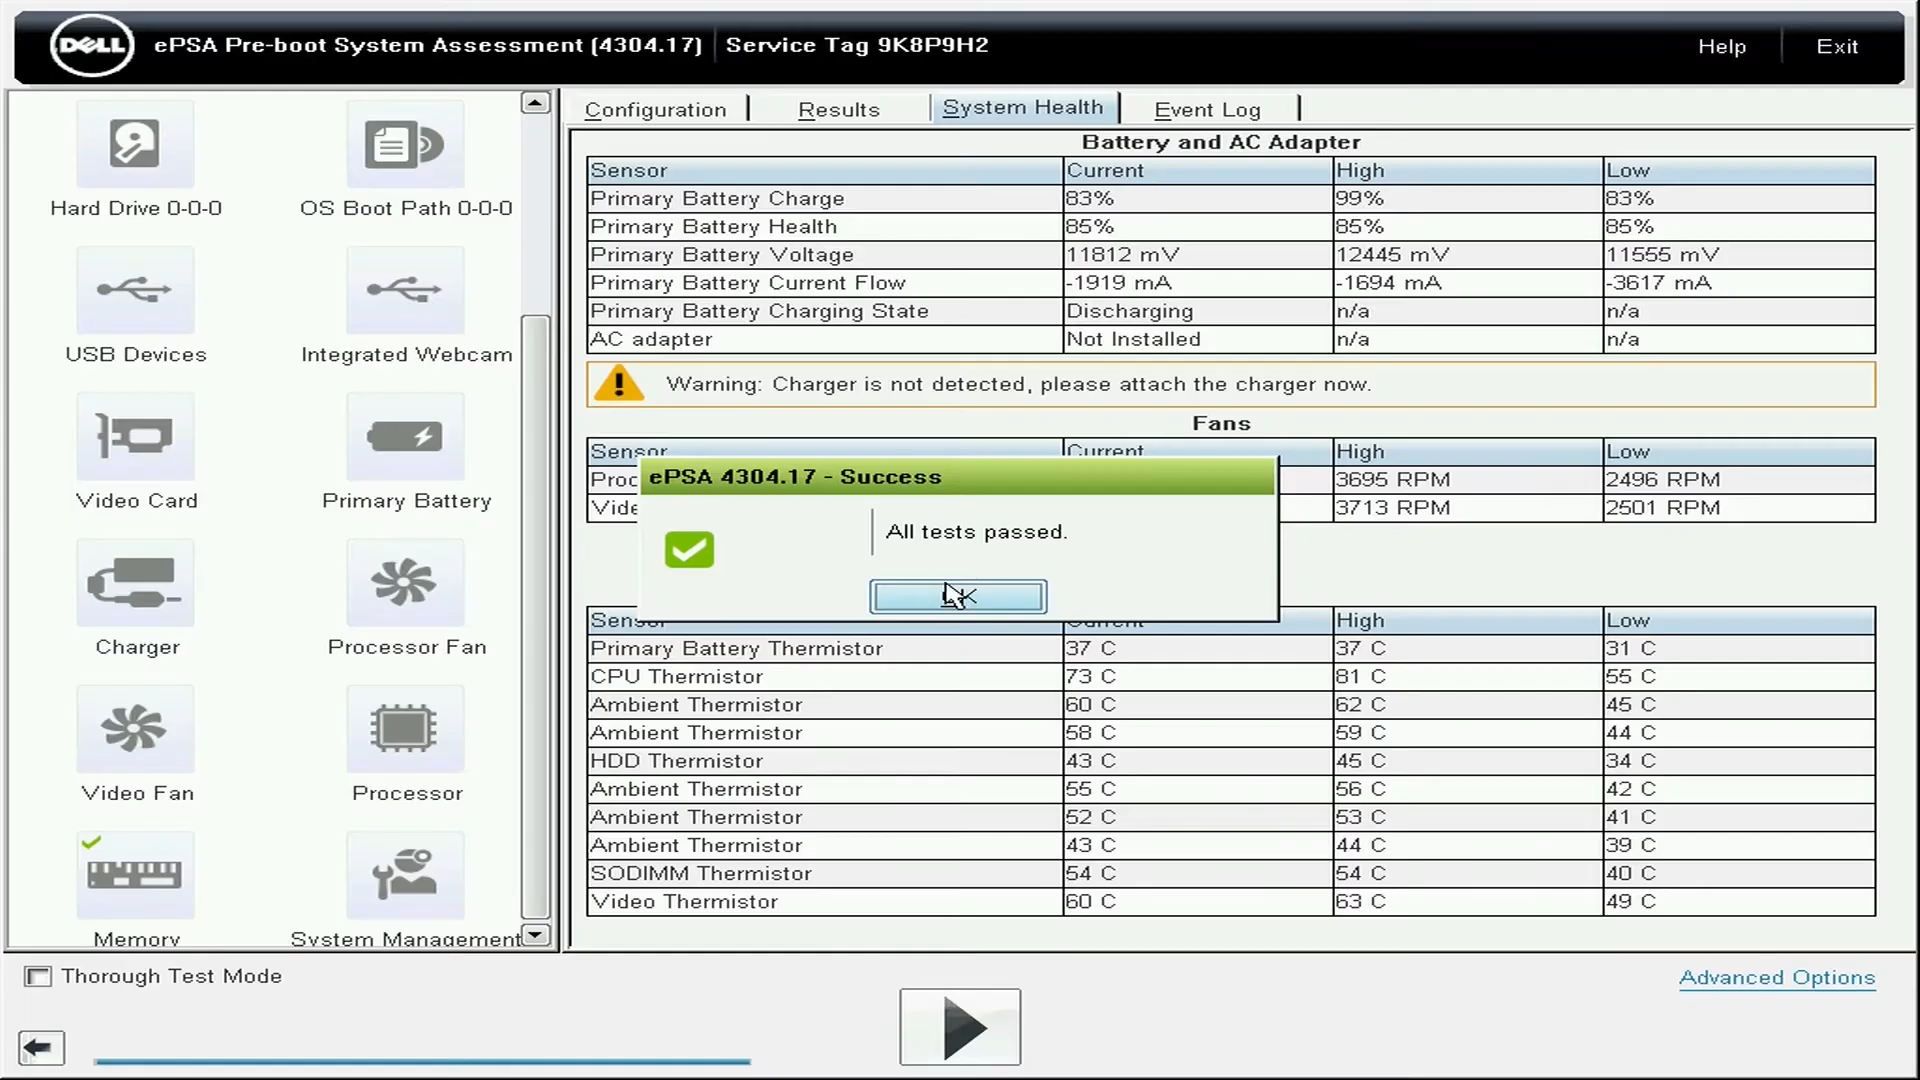 DELL ePSA Pre-boot System Assessment (4304.17) Service Tag 9K8P9H2 Help Exit
Hard Drive 0-0-0 OS Boot Path 0-0-0
USB Devices Integrated Webcam
Video Card Primary Battery
Charger Processor Fan
Video Fan Processor
Memory System Management
Configuration Results System Health Event Log
Battery and AC Adapter
Sensor Current High Low
Primary Battery Charge 83% 99% 83%
Primary Battery Health 85% 85% 85%
Primary Battery Voltage 11812 mV 12445 mV 11555 mV
Primary Battery Current Flow -1919 mA -1694 mA -3617 mA
Primary Battery Charging State Discharging n/a n/a
AC adapter Not Installed n/a n/a
Warning: Charger is not detected, please attach the charger now.
Fans
Sensor Current High Low
3695 RPM 2496 RPM
3713 RPM 2501 RPM
ePSA 4304.17 - Success
All tests passed.
Sensor Current High Low
Primary Battery Thermistor 37 C 37 C 31 C
CPU Thermistor 73 C 81 C 55 C
Ambient Thermistor 60 C 62 C 45 C
Ambient Thermistor 58 C 59 C 44 C
HDD Thermistor 43 C 45 C 34 C
Ambient Thermistor 55 C 56 C 42 C
Ambient Thermistor 52 C 53 C 41 C
Ambient Thermistor 43 C 44 C 39 C
SODIMM Thermistor 54 C 54 C 40 C
Video Thermistor 60 C 63 C 49 C
Thorough Test Mode
Advanced Options